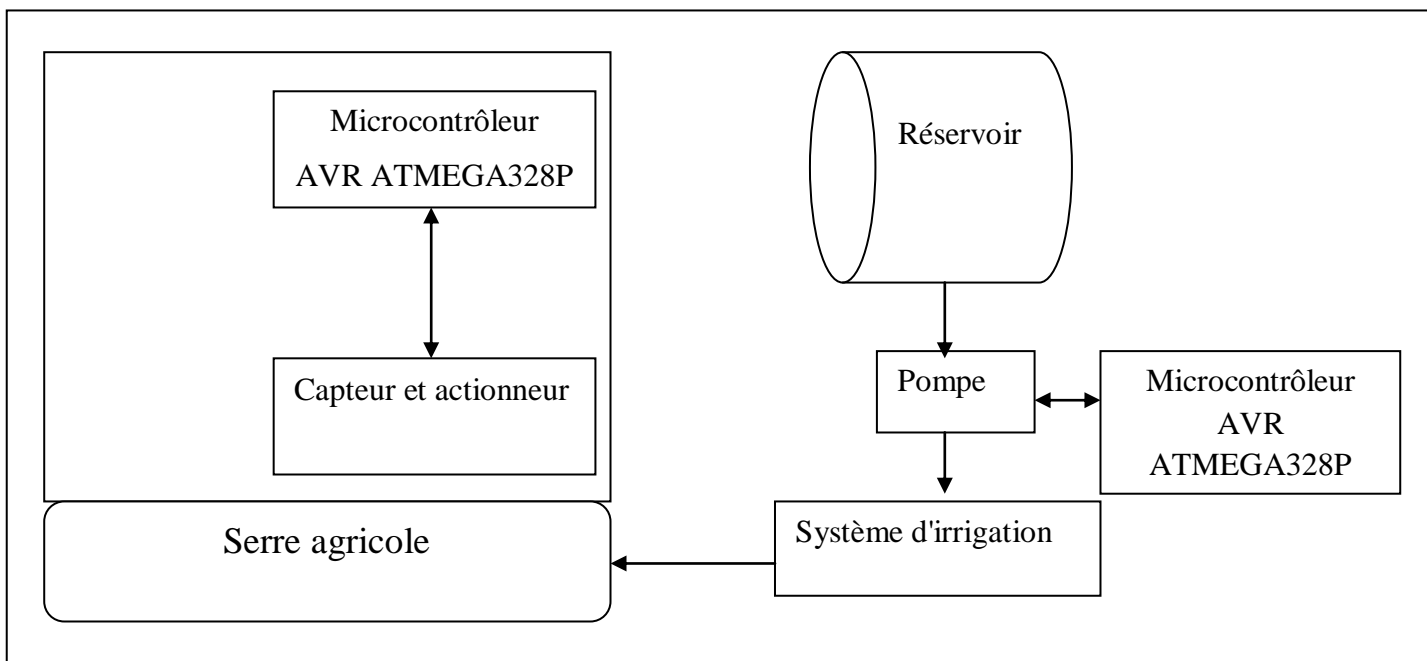 Microcontrôleur
AVR ATMEGA328P
Capteur et actionneur
Serre agricole
Réservoir
Pompe
Microcontrôleur
AVR
ATMEGA328P
Système d'irrigation